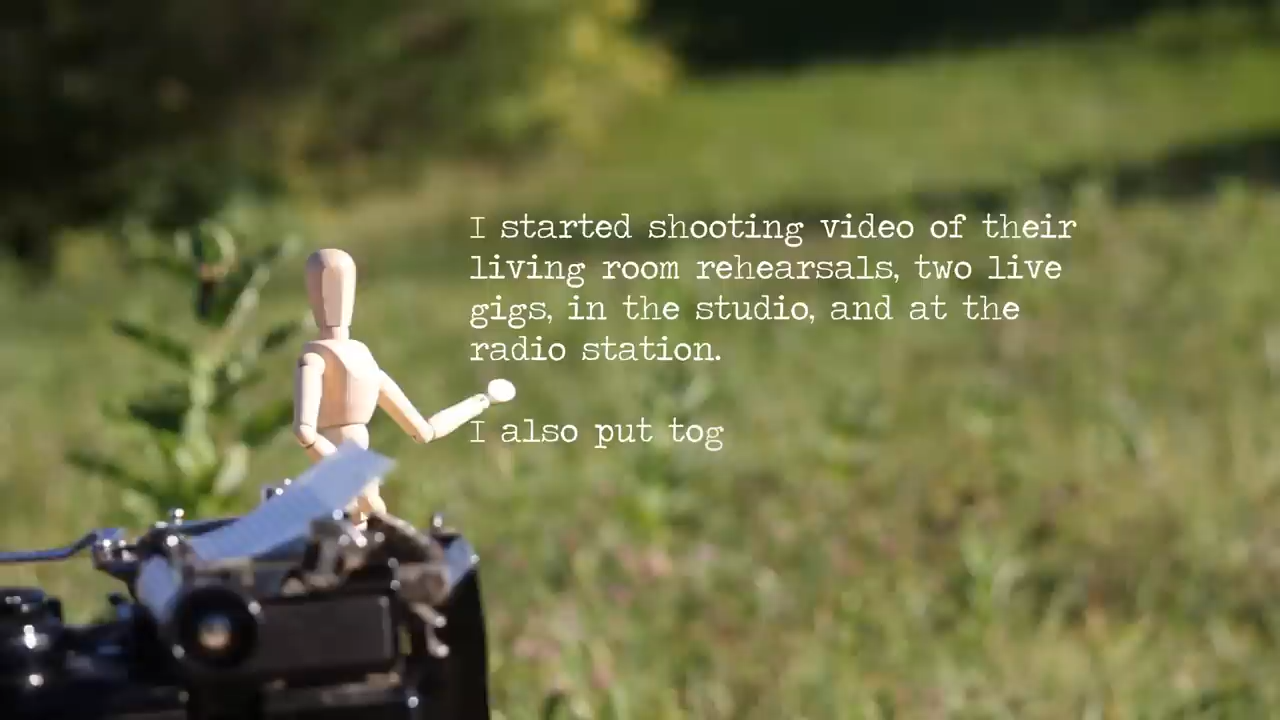 I started shooting video of their
living room rehearsals, two live
gigs, in the studio, and at the
radio station.
I also put tog